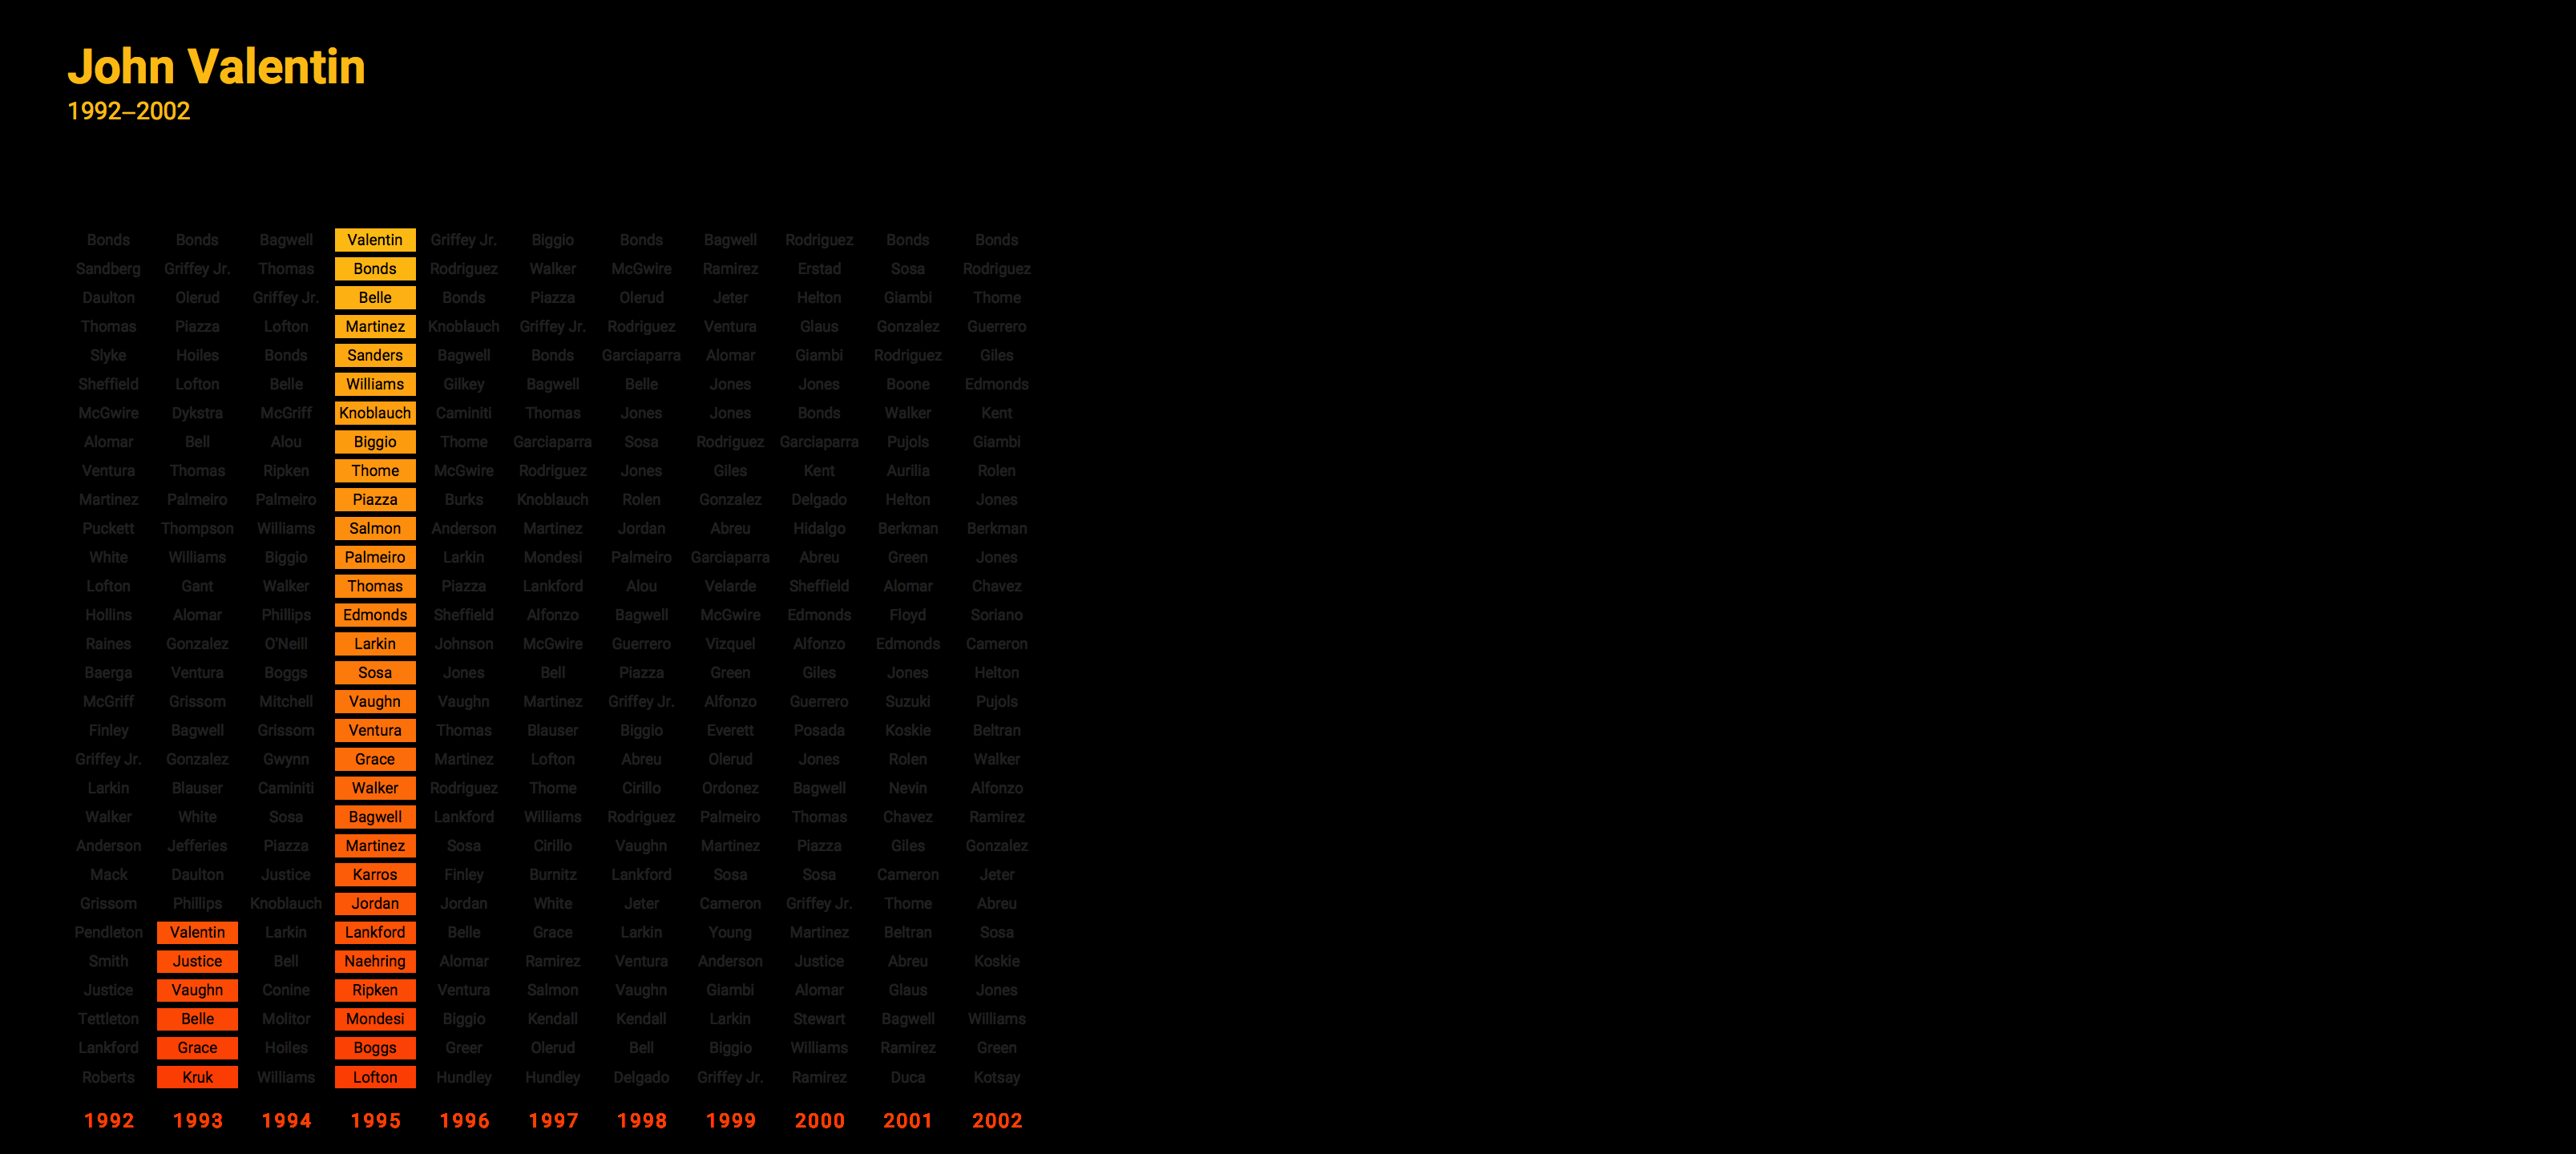 John Valentin
1992–2002
Bonds Bonds Bagwell Valentin Griffey Jr. Biggio Bonds Bagwell Rodriguez Bonds Bonds
Sandberg Griffey Jr. Thomas Bonds Rodriguez Walker McGwire Ramirez Erstad Sosa Rodriguez
Daulton Olerud Griffey Jr. Belle Bonds Piazza Olerud Jeter Helton Giambi Thome
Thomas Piazza Lofton Martinez Knoblauch Griffey Jr. Rodriguez Ventura Glaus Gonzalez Guerrero
Slyke Hoiles Bonds Sanders Bagwell Bonds Garciaparra Alomar Giambi Rodriguez Giles
Sheffield Lofton Belle Williams Gilkey Bagwell Belle Jones Jones Boone Edmonds
McGwire Dykstra McGriff Knoblauch Caminiti Thomas Jones Jones Bonds Walker Kent
Alomar Bell Alou Biggio Thome Garciaparra Sosa Rodriguez Garciaparra Pujols Giambi
Ventura Thomas Ripken Thome McGwire Rodriguez Jones Giles Kent Aurilia Rolen
Martinez Palmeiro Palmeiro Piazza Burks Knoblauch Rolen Gonzalez Delgado Helton Jones
Puckett Thompson Williams Salmon Anderson Martinez Jordan Abreu Hidalgo Berkman Berkman
White Williams Biggio Palmeiro Larkin Mondesi Palmeiro Garciaparra Abreu Green Jones
Lofton Gant Walker Thomas Piazza Lankford Alou Velarde Sheffield Alomar Chavez
Hollins Alomar Phillips Edmonds Sheffield Alfonzo Bagwell McGwire Edmonds Floyd Soriano
Raines Gonzalez O'Neill Larkin Johnson McGwire Guerrero Vizquel Alfonzo Edmonds Cameron
Baerga Ventura Boggs Sosa Jones Bell Piazza Green Giles Jones Helton
McGriff Grissom Mitchell Vaughn Vaughn Martinez Griffey Jr. Alfonzo Guerrero Suzuki Pujols
Finley Bagwell Grissom Ventura Thomas Blauser Biggio Everett Posada Koskie Beltran
Griffey Jr. Gonzalez Gwynn Grace Martinez Lofton Abreu Olerud Jones Rolen Walker
Larkin Blauser Caminiti Walker Rodriguez Thome Cirillo Ordonez Bagwell Nevin Alfonzo
Walker White Sosa Bagwell Lankford Williams Rodriguez Palmeiro Thomas Chavez Ramirez
Anderson Jefferies Piazza Martinez Sosa Cirillo Vaughn Martinez Piazza Giles Gonzalez
Mack Daulton Justice Karros Finley Burnitz Lankford Sosa Sosa Cameron Jeter
Grissom Phillips Knoblauch Jordan Jordan White Jeter Cameron Griffey Jr. Thome Abreu
Pendleton Valentin Larkin Lankford Belle Grace Larkin Young Martinez Beltran Sosa
Smith Justice Bell Naehring Alomar Ramirez Ventura Anderson Justice Abreu Koskie
Justice Vaughn Conine Ripken Ventura Salmon Vaughn Giambi Alomar Glaus Jones
Tettleton Belle Molitor Mondesi Biggio Kendall Kendall Larkin Stewart Bagwell Williams
Lankford Grace Hoiles Boggs Greer Olerud Bell Biggio Williams Ramirez Green
Roberts Kruk Williams Lofton Hundley Hundley Delgado Griffey Jr. Ramirez Duca Kotsay
1992 1993 1994 1995 1996 1997 1998 1999 2000 2001 2002